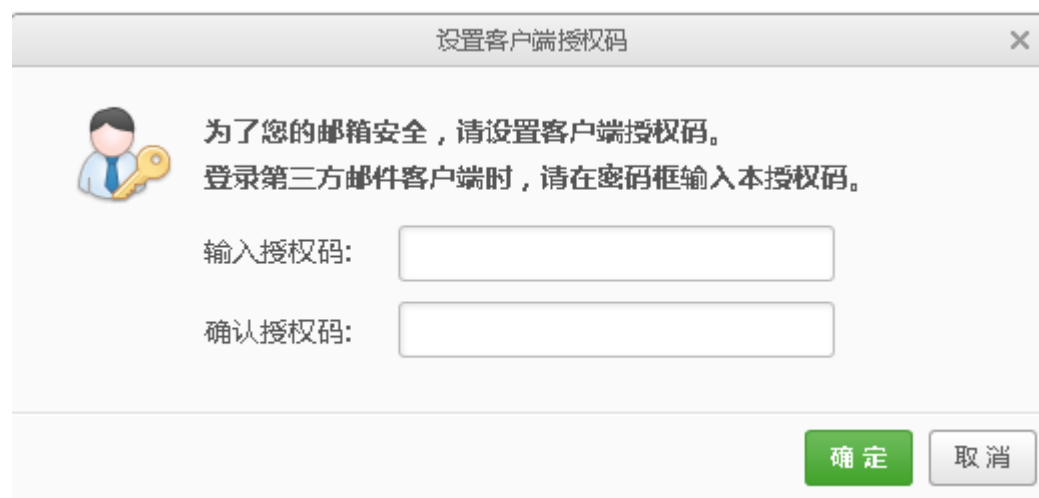 设置客户端授权码
为了您的邮箱安全，请设置客户端授权码。
登录第三方邮件客户端时，请在密码框输入本授权码。
输入授权码:
确认授权码:
确 定 取 消